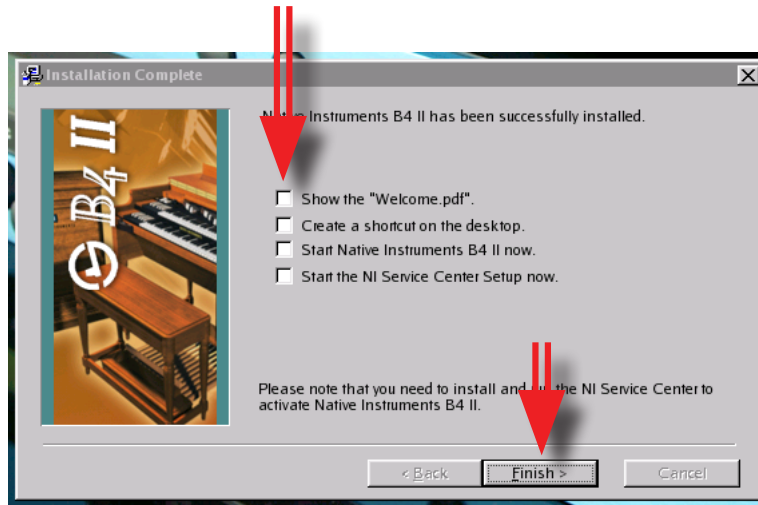 Installation Complete
Native Instruments B4 II has been successfully installed.
B4 II
Show the "Welcome.pdf".
Create a shortcut on the desktop.
Start Native Instruments B4 II now.
Start the NI Service Center Setup now.
Please note that you need to install and run the NI Service Center to
activate Native Instruments B4 II.
< Back
Finish >
Cancel